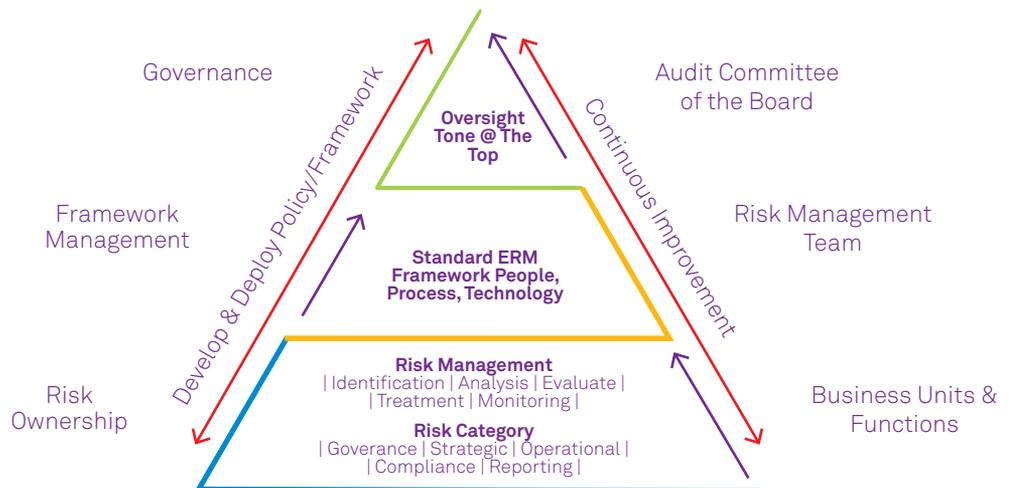 Governance
Develop & Deploy Policy/Framework
Oversight
Tone @ The
Top
Continuous Improvement
Audit Committee
of the Board
Framework
Management
Standard ERM
Framework People,
Process, Technology
Risk Management
Team
Risk
Ownership
Risk Management
| Identification | Analysis | Evaluate |
| Treatment | Monitoring |
Risk Category
| Goverance | Strategic | Operational |
| Compliance | Reporting |
Business Units &
Functions